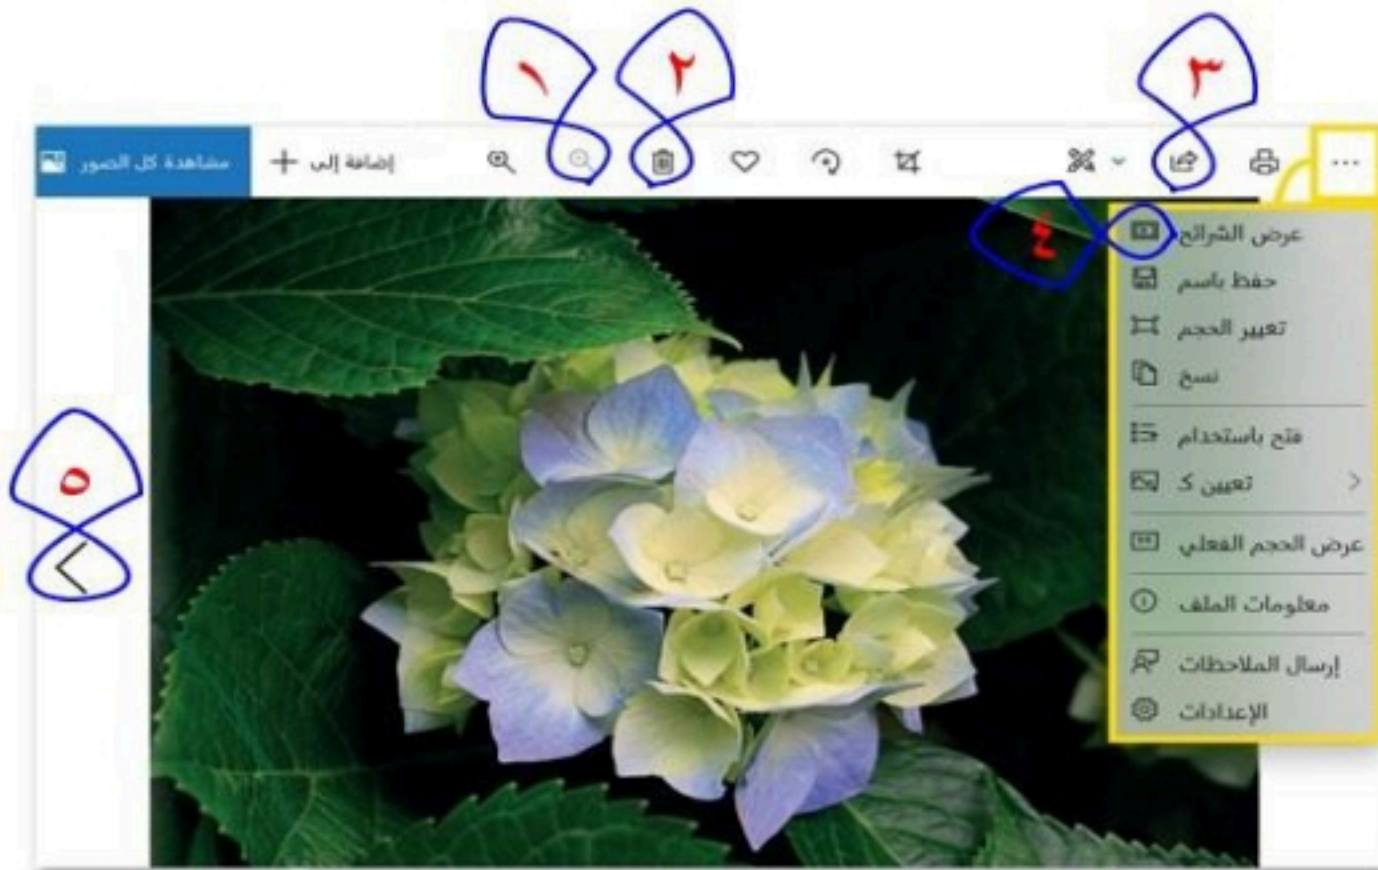 ١ ٢ ٣
مشاهدة كل الصور إضافة إلى
٤
عرض الشرائح
حفظ باسم
تغيير الحجم
نسخ
فتح باستخدام
تعيين كـ
عرض الحجم الفعلي
معلومات الملف
إرسال الملاحظات
الإعدادات
٥